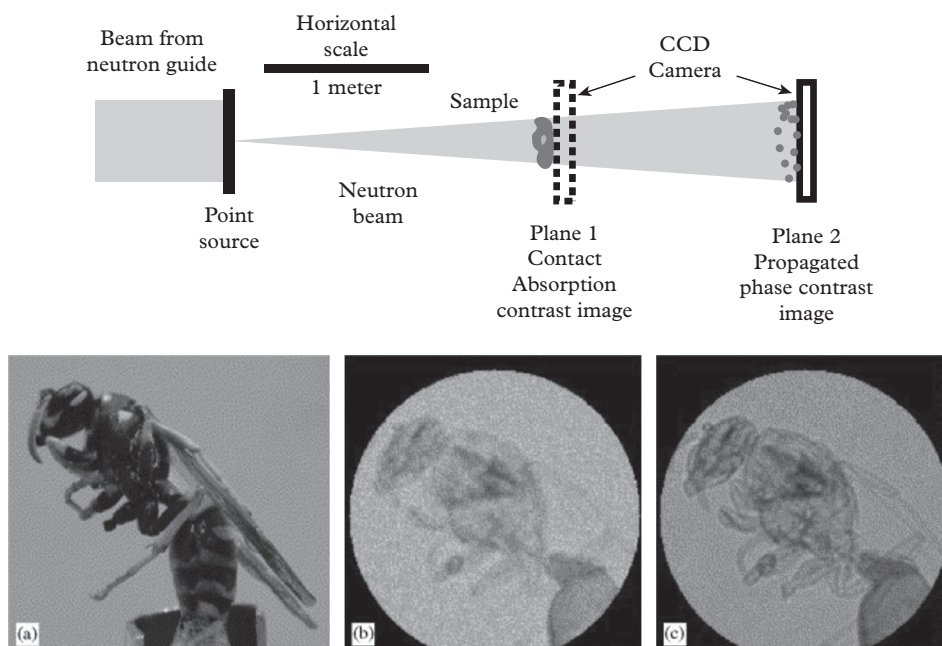 Beam from
neutron guide
Horizontal
scale
1 meter
CCD
Camera
Sample
Neutron
beam
Point
source
Plane 1
Contact
Absorption
contrast image
Plane 2
Propagated
phase contrast
image
(a)
(b)
(c)